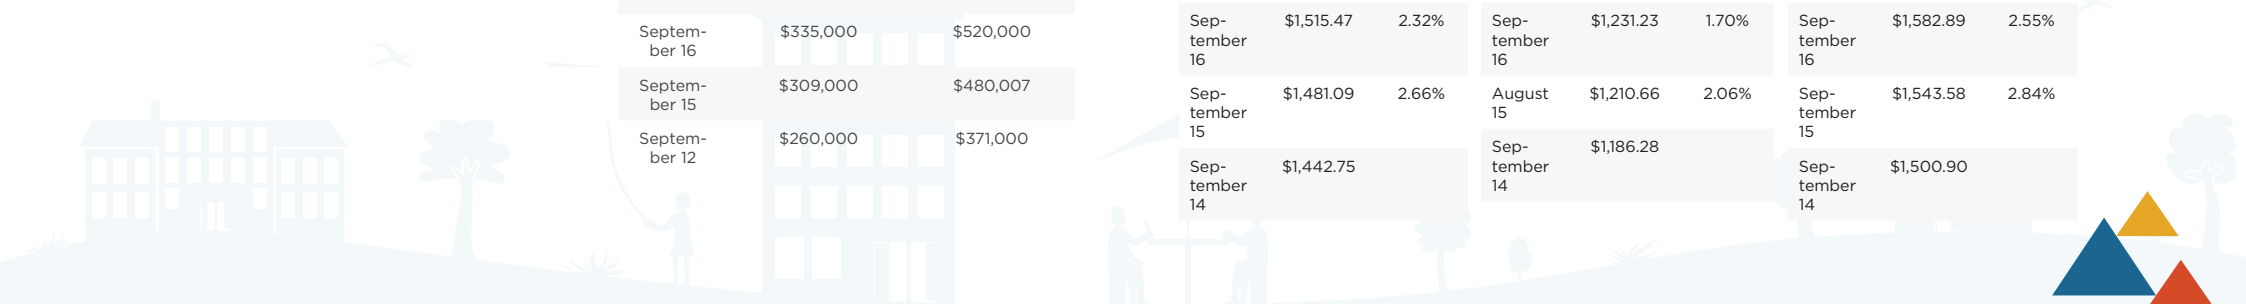 Septem-
ber 16
$335,000
$520,000
Septem-
ber 15
$309,000
$480,007
Septem-
ber 12
$260,000
$371,000
Sep-
tember
16
$1,515.47
2.32%
Sep-
tember
15
$1,481.09
2.66%
Sep-
tember
14
$1,442.75
Sep-
tember
16
$1,231.23
1.70%
August
15
$1,210.66
2.06%
Sep-
tember
14
$1,186.28
Sep-
tember
16
$1,582.89
2.55%
Sep-
tember
15
$1,543.58
2.84%
Sep-
tember
14
$1,500.90